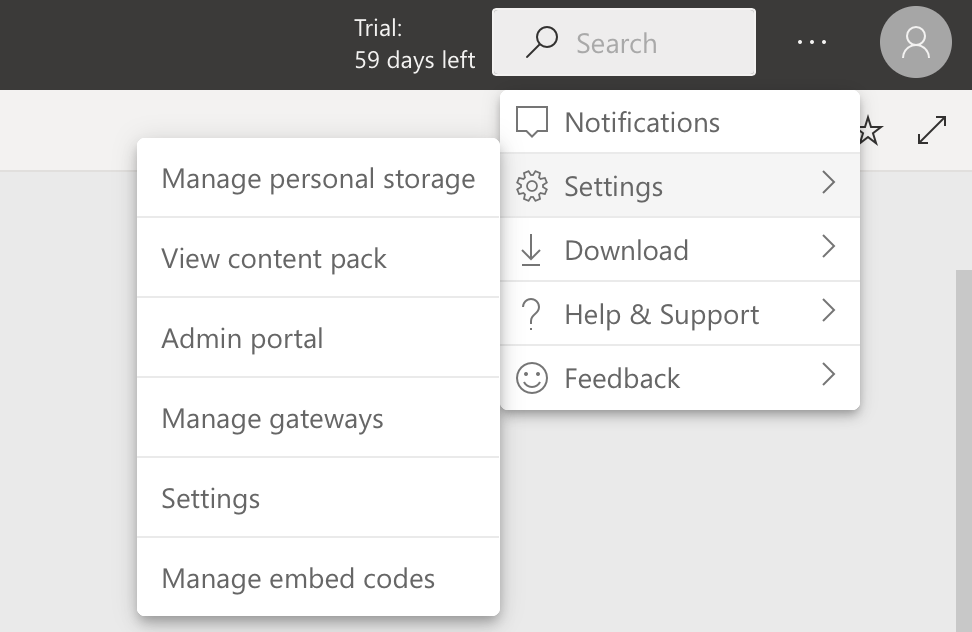 Trial:
59 days left
Search
Notifications
Settings
Download
Help & Support
Feedback
Manage personal storage
View content pack
Admin portal
Manage gateways
Settings
Manage embed codes